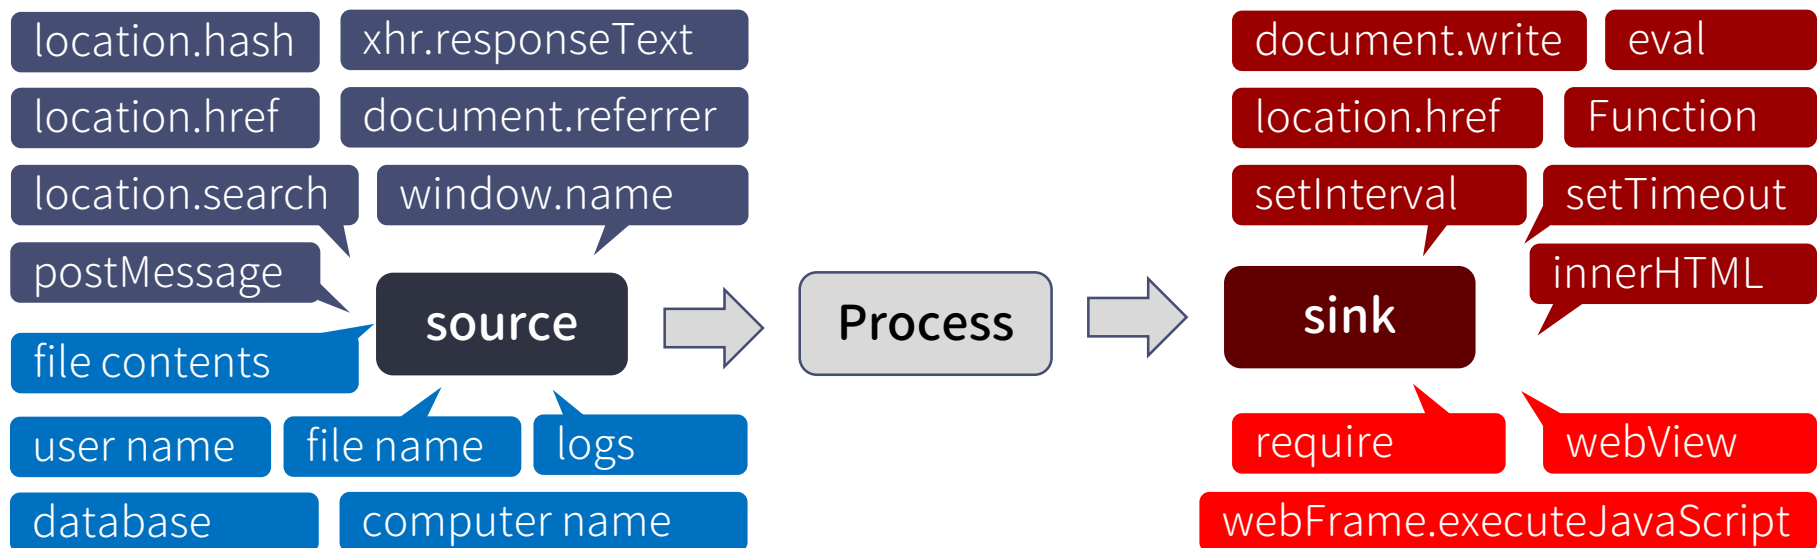 location.hash
xhr.responseText
location.href
document.referrer
location.search
window.name
postMessage
source
file contents
user name
file name
logs
database
computer name
Process
document.write
eval
location.href
Function
setInterval
setTimeout
innerHTML
sink
require
webView
webFrame.executeJavaScript